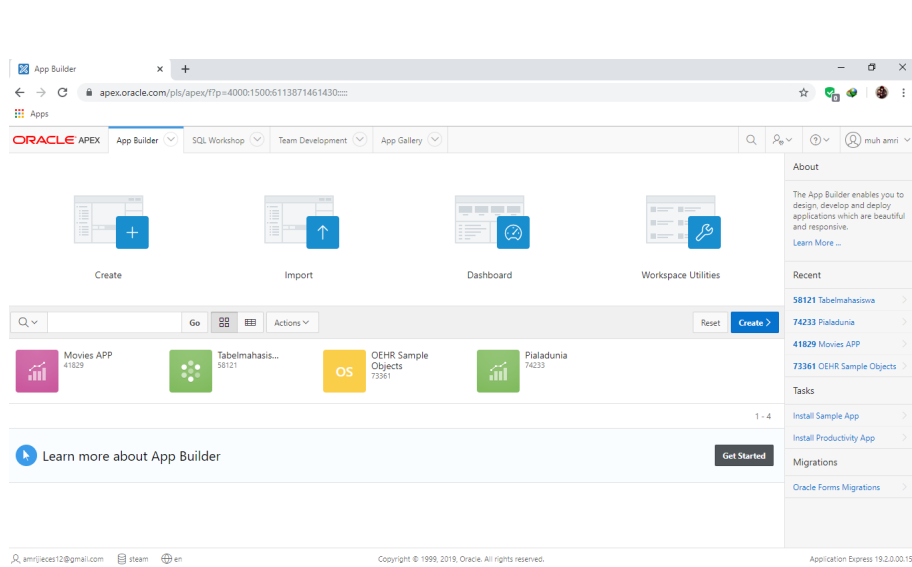 App Builder
apex.oracle.com/pls/apex/f?p=4000:1500:6113871461430:::::
Apps
ORACLE APEX App Builder SQL Workshop Team Development App Gallery muh amri
About
The App Builder enables you to
design, develop and deploy
applications which are beautiful
and responsive.
Learn More ...
Create Import Dashboard Workspace Utilities
Recent
58121 Tabelmahasiswa
74233 Pialadunia
41829 Movies APP
73361 OEHR Sample Objects
Go Actions Reset Create
Movies APP
41829
Tabelmahasis...
58121
OS
OEHR Sample
Objects
73361
Pialadunia
74233
1 - 4
Tasks
Install Sample App
Install Productivity App
Migrations
Oracle Forms Migrations
Learn more about App Builder
Get Started
amrijieces12@gmail.com steam en
Copyright © 1999, 2019, Oracle. All rights reserved.
Application Express 19.2.0.00.15